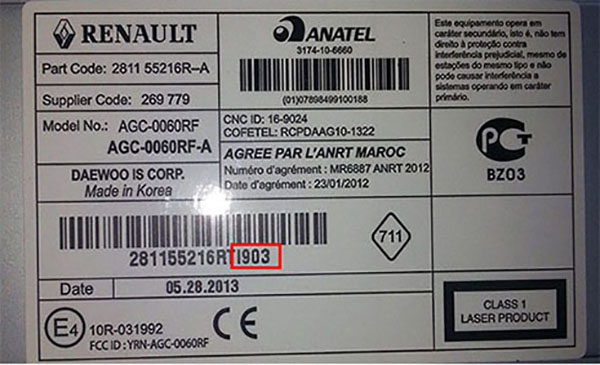 RENAULT
Part Code: 2811 55216R--A
Supplier Code: 269 779
Model No.: AGC-0060RF
AGC-0060RF-A
DAEWOO IS CORP.
Made in Korea
ANATEL
3174-10-6660
(01)07898499100188
CNC ID: 16-9024
COFETEL: RCPDAAG10-1322
AGREE PAR L'ANRT MAROC
Numéro d'agrément : MR6887 ANRT 2012
Date d'agrément : 23/01/2012
Este equipamento opera em
caráter secundário, isto é, não tem
direito à proteção contra
interferência prejudicial, mesmo de
estações do mesmo tipo e não
pode causar interferência a
sistemas operando em caráter
primário.
PCT
BZ03
281155216RTI903
711
Date 05.28.2013
E4 10R-031992
FCC ID : YRN-AGC-0060RF
CE
CLASS 1
LASER PRODUCT